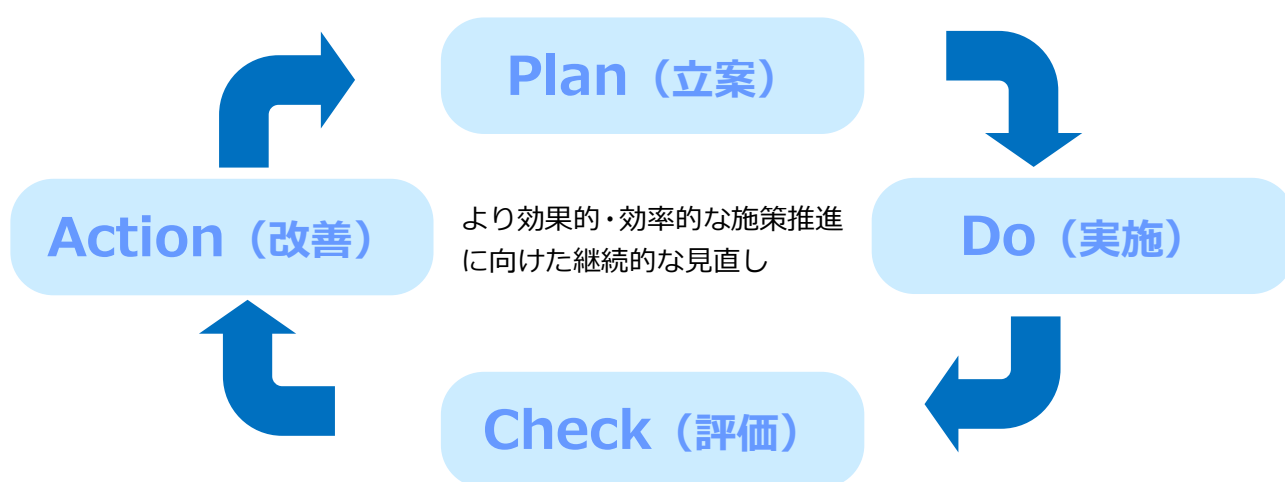 Plan（立案）
Action（改善）
より効果的・効率的な施策推進
に向けた継続的な見直し
Do（実施）
Check（評価）